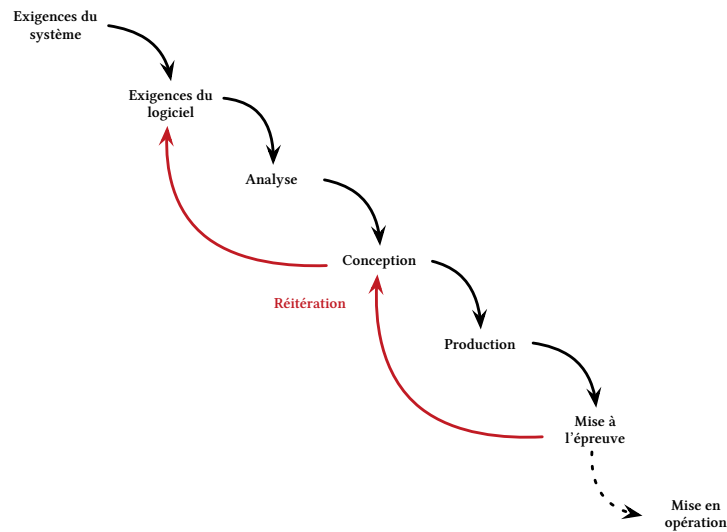 Exigences du
système
Exigences du
logiciel
Analyse
Conception
Réitération
Production
Mise à
l'épreuve
Mise en
opération